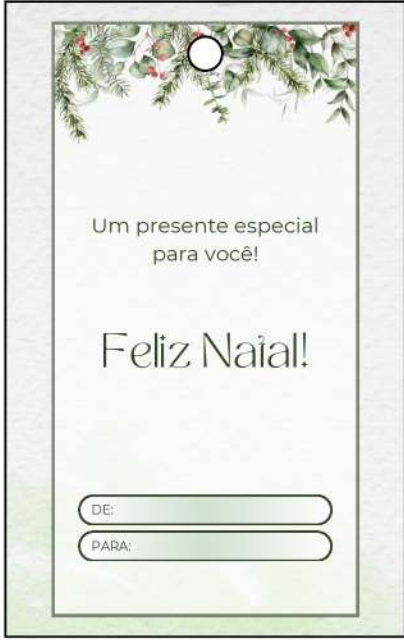 Um presente especial
para você!
Feliz Natal!
DE:
PARA: